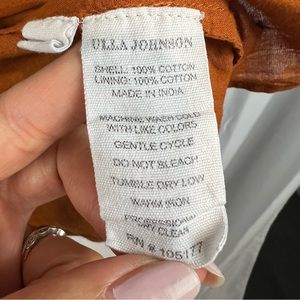 ULLA JOHNSON
SHELL: 100% COTTON
LINING: 100% COTTON
MADE IN INDIA
MACHINE WASH COLD
WITH LIKE COLORS
GENTLE CYCLE
DO NOT BLEACH
TUMBLE DRY LOW
WARM IRON
PROFESSIONAL
DRY CLEAN
RN # 105177